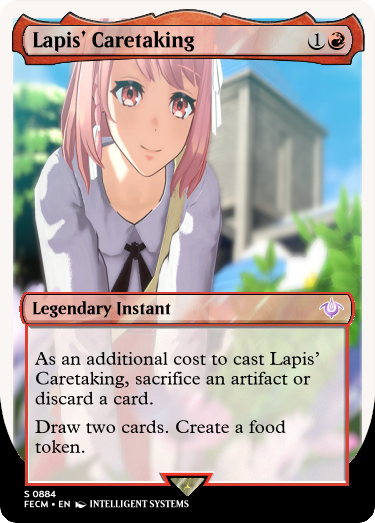 Lapis' Caretaking 1
Legendary Instant
As an additional cost to cast Lapis'
Caretaking, sacrifice an artifact or
discard a card.
Draw two cards. Create a food
token.
S 0884
FECM • EN INTELLIGENT SYSTEMS